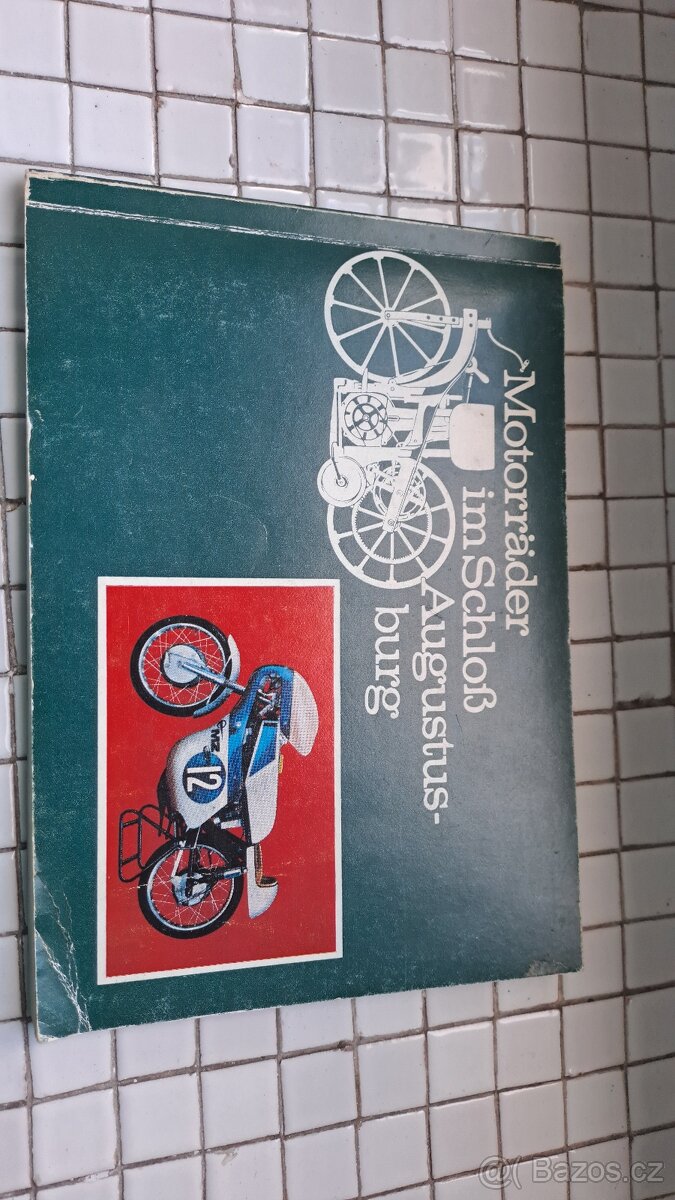 Motorräder
im Schloß
Augustus-
burg
MZ
12
Bazos.cz